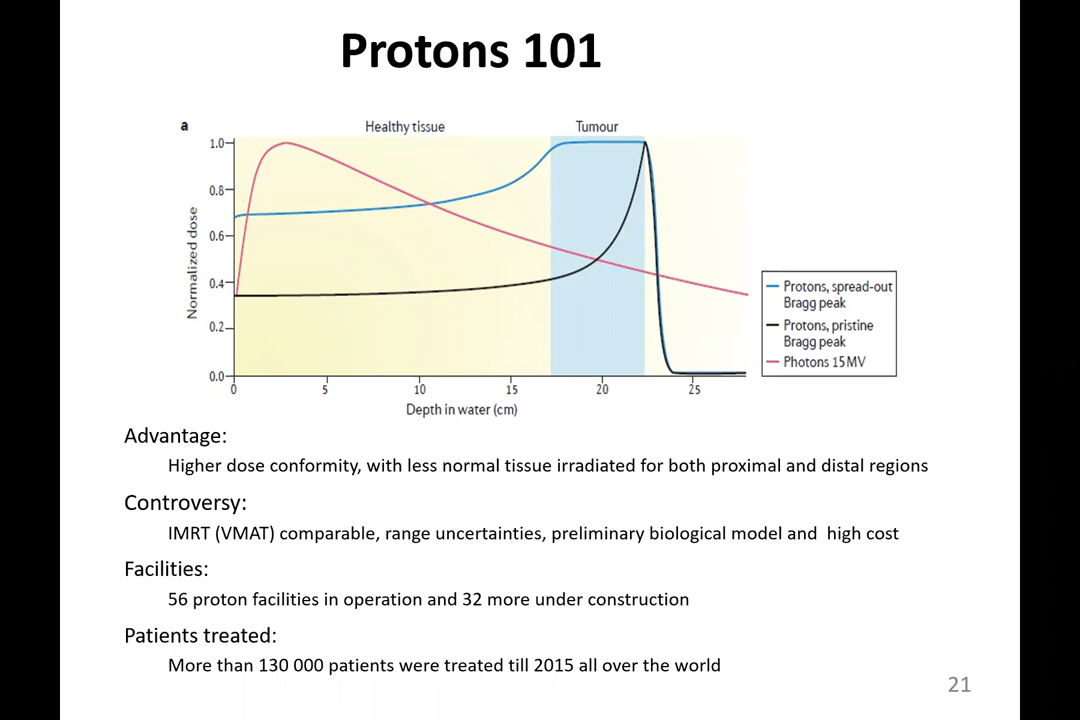 Protons 101
a
Healthy tissue
Tumour
1.0
0.8
0.6
0.4
0.2
0.0
Normalized dose
0
5
10
15
20
25
Depth in water (cm)
Protons, spread-out
Bragg peak
Protons, pristine
Bragg peak
Photons 15 MV
Advantage:
Higher dose conformity, with less normal tissue irradiated for both proximal and distal regions
Controversy:
IMRT (VMAT) comparable, range uncertainties, preliminary biological model and  high cost
Facilities:
56 proton facilities in operation and 32 more under construction
Patients treated:
More than 130 000 patients were treated till 2015 all over the world
21